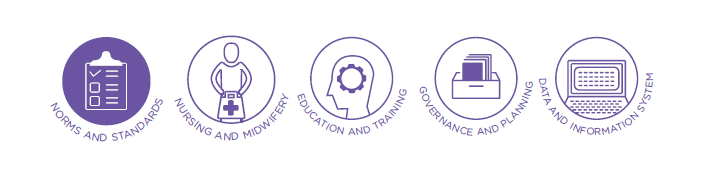 NORMS AND STANDARDS
NURSING AND MIDWIFERY
EDUCATION AND TRAINING
GOVERNANCE AND PLANNING
DATA AND INFORMATION SYSTEM